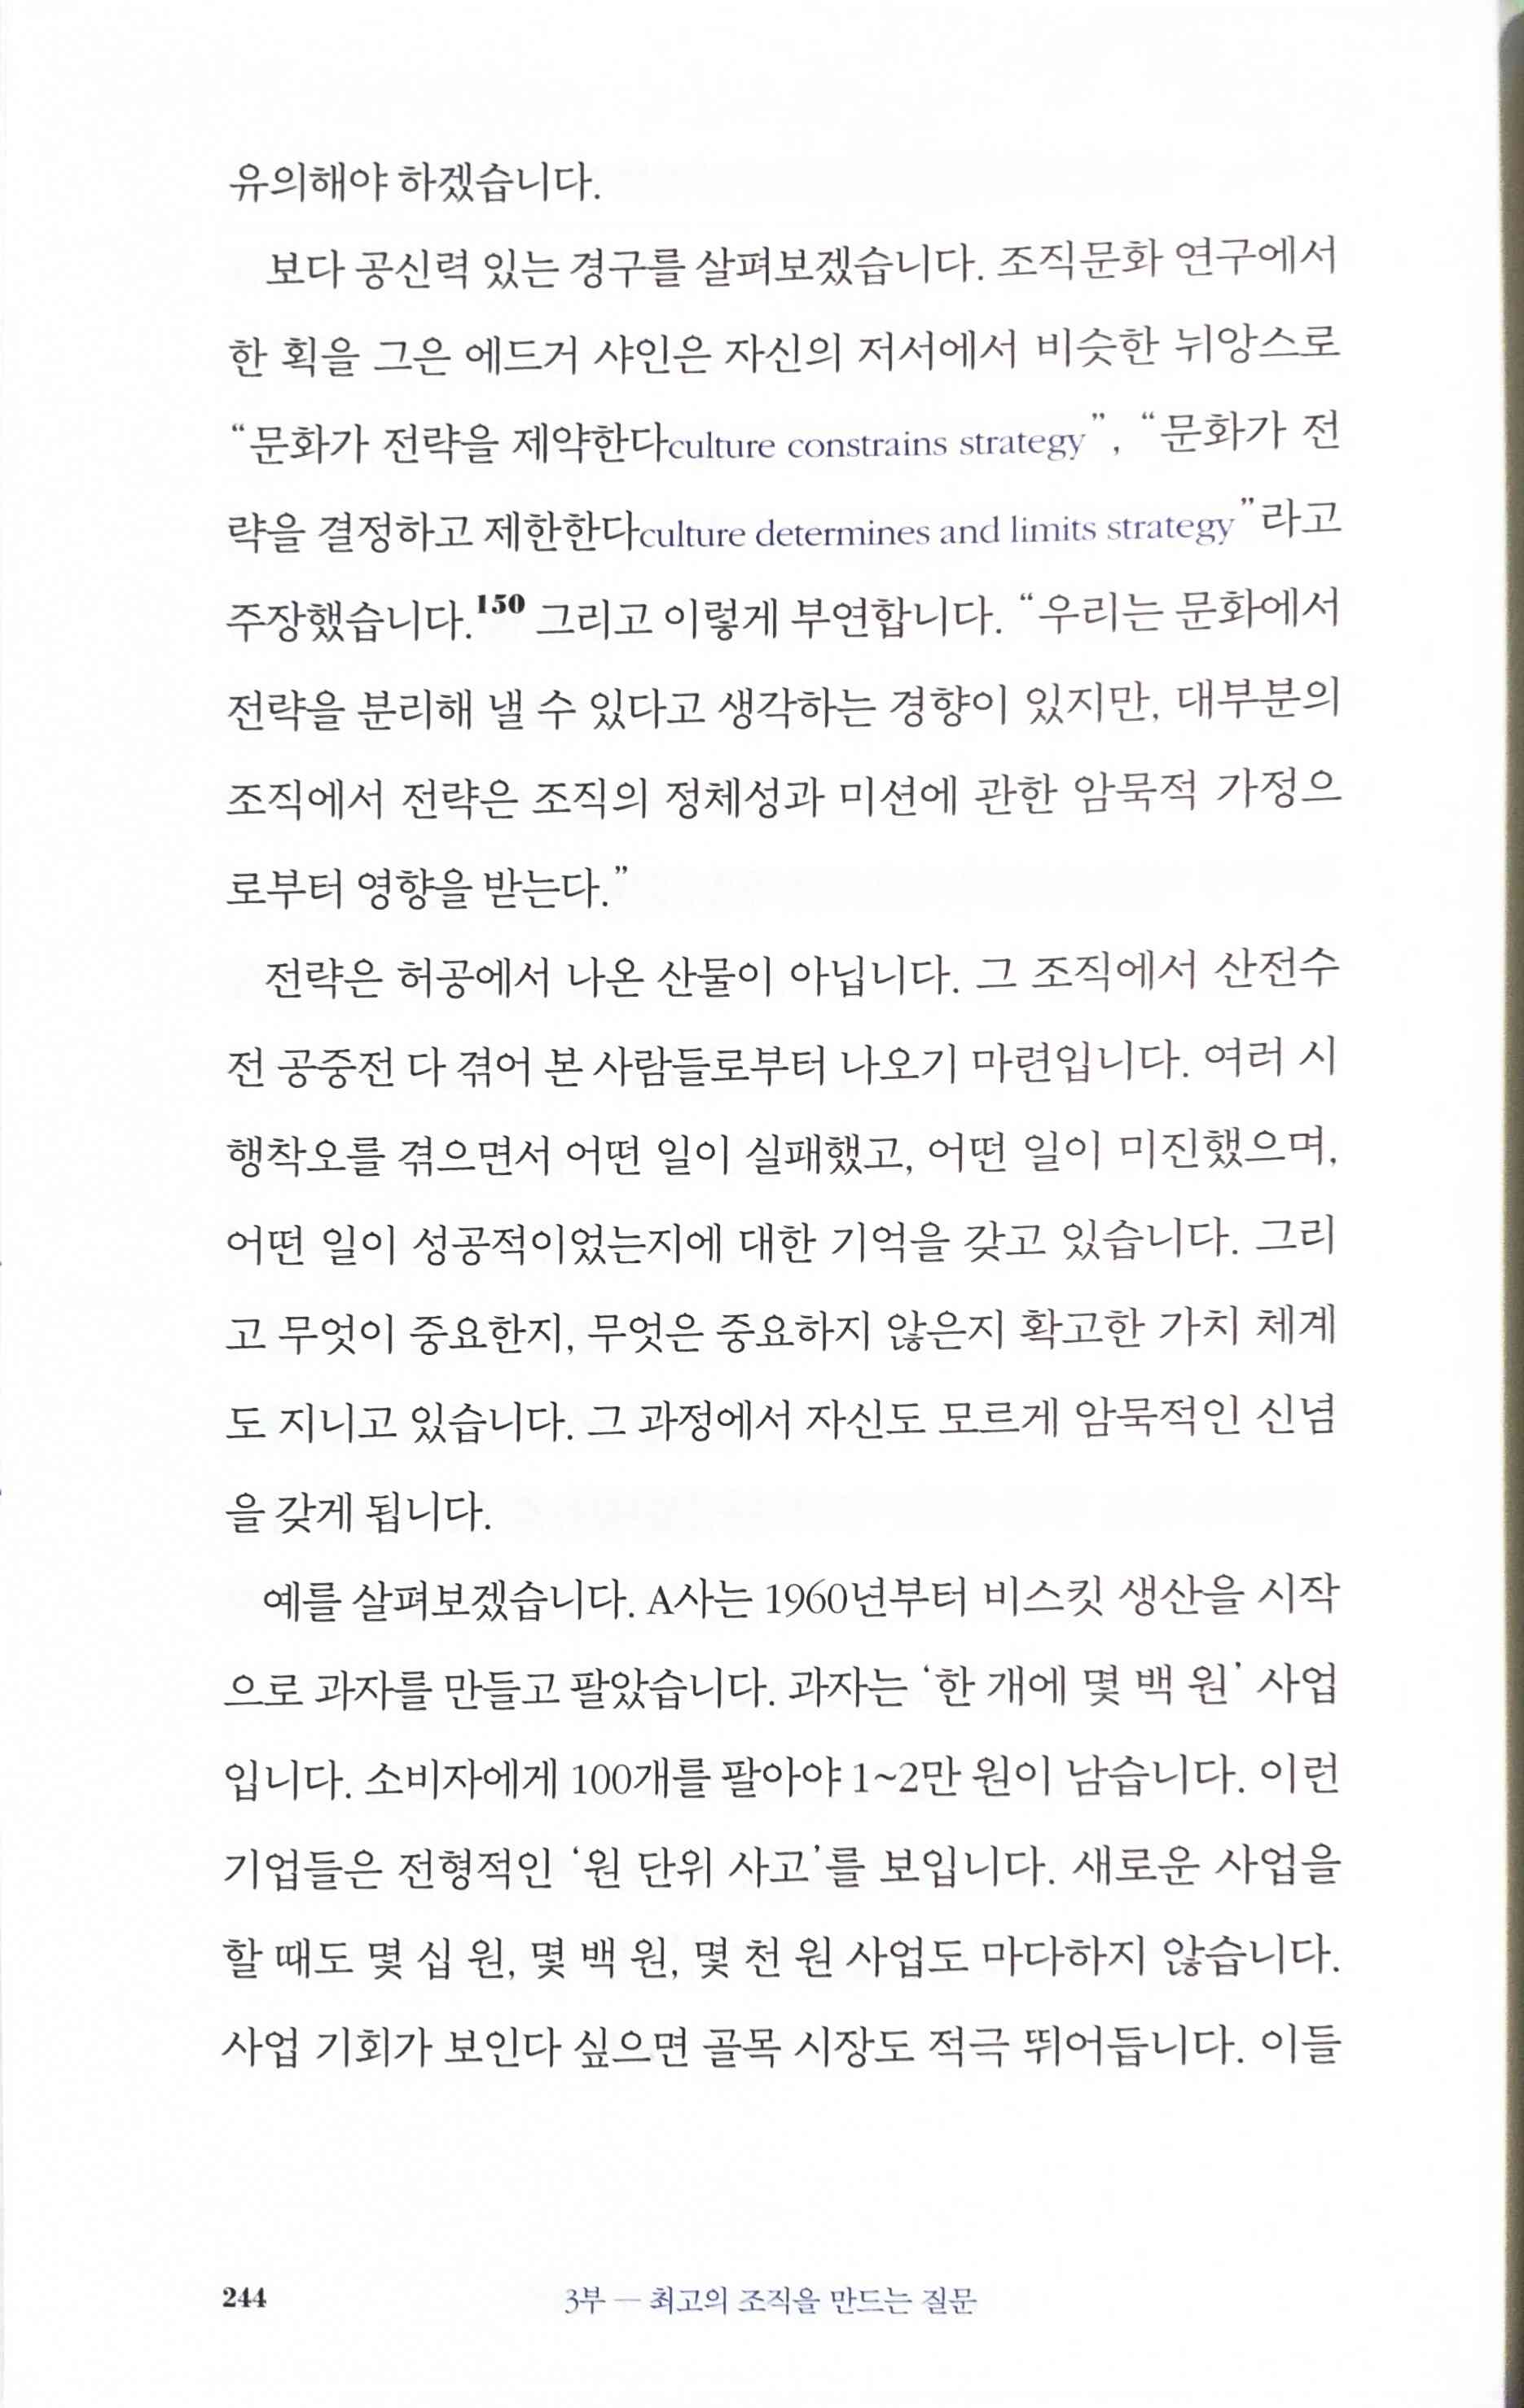 유의해야 하겠습니다.
보다 공신력 있는 경구를 살펴보겠습니다. 조직문화 연구에서
한 획을 그은 에드거 샤인은 자신의 저서에서 비슷한 뉘앙스로
“문화가 전략을 제약한다culture constrains strategy”, “문화가 전
략을 결정하고 제한한다culture determines and limits strategy”라고
주장했습니다.150 그리고 이렇게 부연합니다. “우리는 문화에서
전략을 분리해 낼 수 있다고 생각하는 경향이 있지만, 대부분의
조직에서 전략은 조직의 정체성과 미션에 관한 암묵적 가정으
로부터 영향을 받는다.”
전략은 허공에서 나온 산물이 아닙니다. 그 조직에서 산전수
전 공중전 다 겪어 본 사람들로부터 나오기 마련입니다. 여러 시
행착오를 겪으면서 어떤 일이 실패했고, 어떤 일이 미진했으며,
어떤 일이 성공적이었는지에 대한 기억을 갖고 있습니다. 그리
고 무엇이 중요한지, 무엇은 중요하지 않은지 확고한 가치 체계
도 지니고 있습니다. 그 과정에서 자신도 모르게 암묵적인 신념
을 갖게 됩니다.
예를 살펴보겠습니다. A사는 1960년부터 비스킷 생산을 시작
으로 과자를 만들고 팔았습니다. 과자는 ‘한 개에 몇 백 원’ 사업
입니다. 소비자에게 100개를 팔아야 1~2만 원이 남습니다. 이런
기업들은 전형적인 ‘원 단위 사고’를 보입니다. 새로운 사업을
할 때도 몇 십 원, 몇 백 원, 몇 천 원 사업도 마다하지 않습니다.
사업 기회가 보인다 싶으면 골목 시장도 적극 뛰어듭니다. 이들
244
3부 — 최고의 조직을 만드는 질문